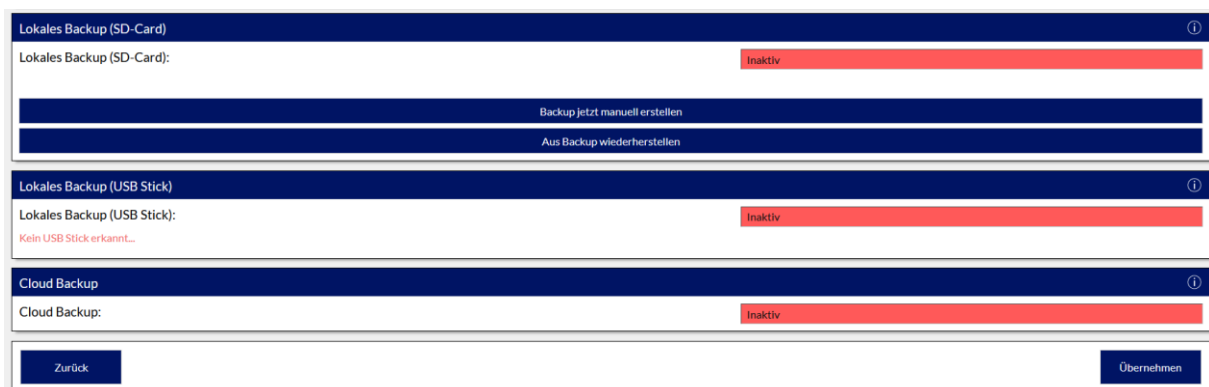 Lokales Backup (SD-Card)
Lokales Backup (SD-Card):
Inaktiv
Backup jetzt manuell erstellen
Aus Backup wiederherstellen
Lokales Backup (USB Stick)
Lokales Backup (USB Stick):
Inaktiv
Kein USB Stick erkannt...
Cloud Backup
Cloud Backup:
Inaktiv
Zurück
Übernehmen